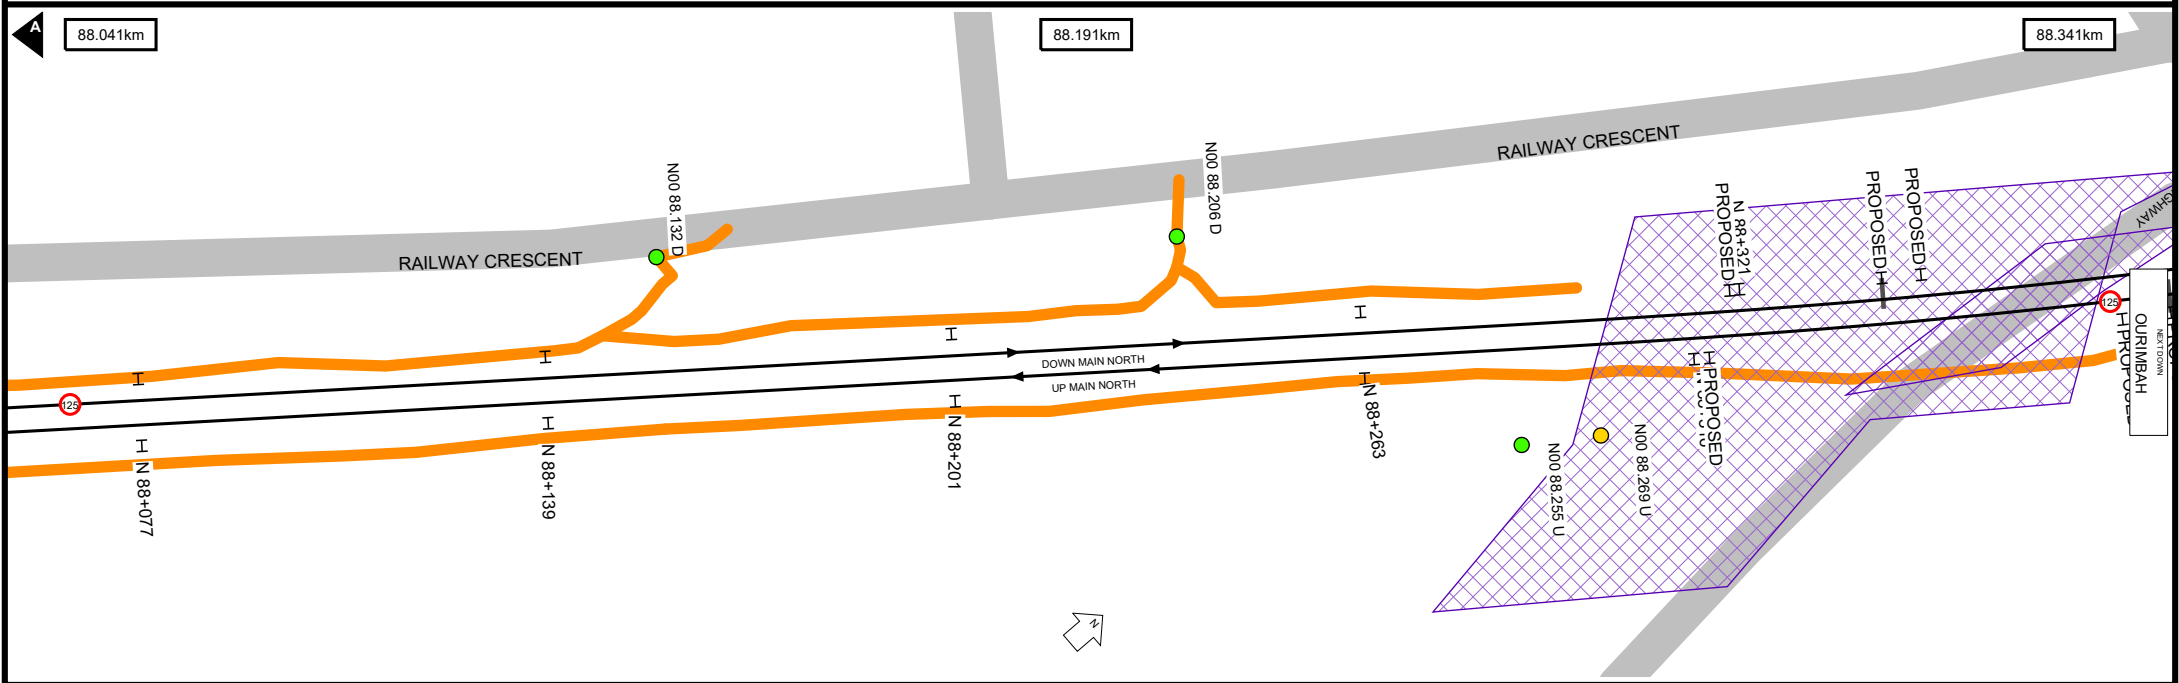 A
88.041km
88.191km
88.341km
RAILWAY CRESCENT
N00 88.132 D
N00 88.206 D
RAILWAY CRESCENT
N 88+321
PROPOSED
PROPOSED
PROPOSED
125
DOWN MAIN NORTH
UP MAIN NORTH
125
N 88+077
N 88+139
N 88+201
N 88+263
N00 88.255 U
N00 88.269 U
PROPOSED
OURIMBAH
NEXT DOWN
N